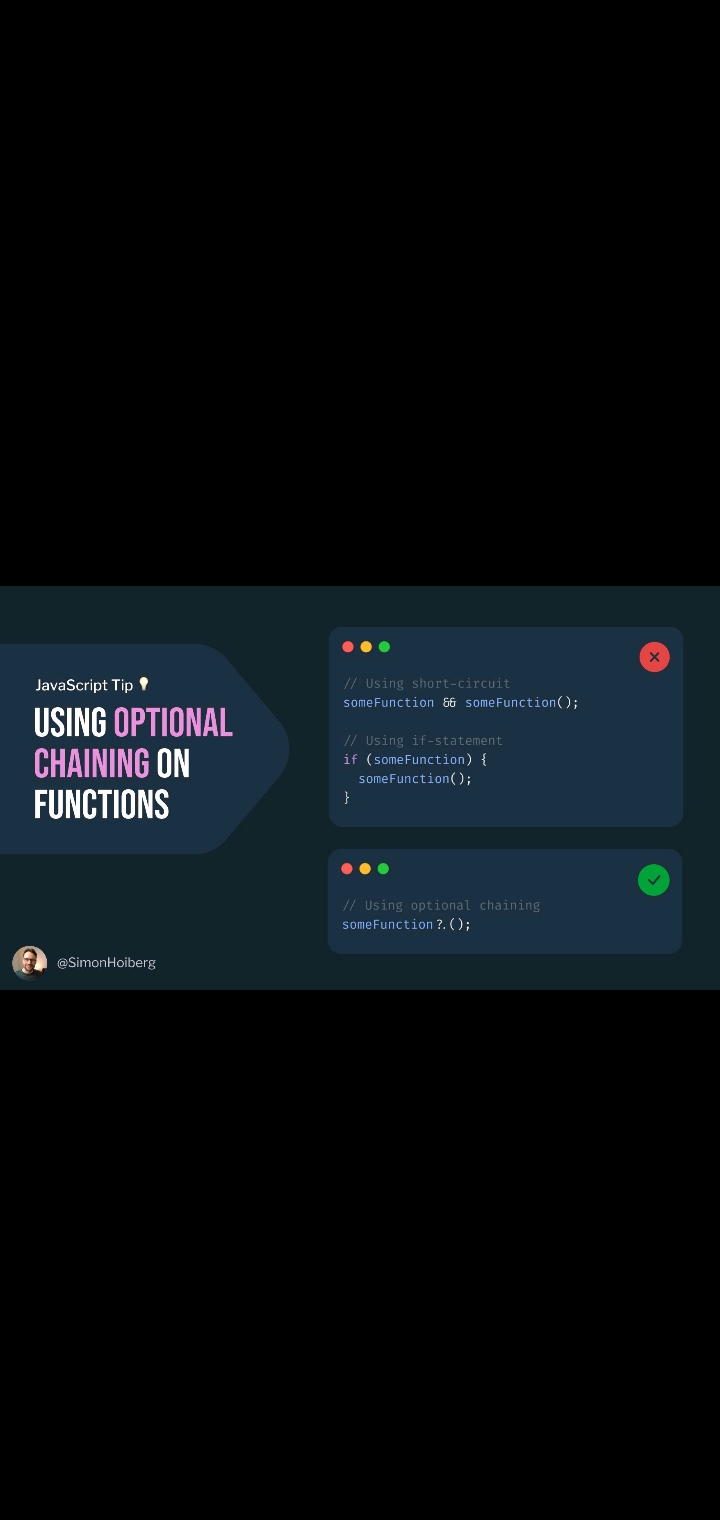 JavaScript Tip 💡
USING OPTIONAL
CHAINING ON
FUNCTIONS
// Using short-circuit
someFunction && someFunction();
// Using if-statement
if (someFunction) {
  someFunction();
}
// Using optional chaining
someFunction?.();
@SimonHoiberg